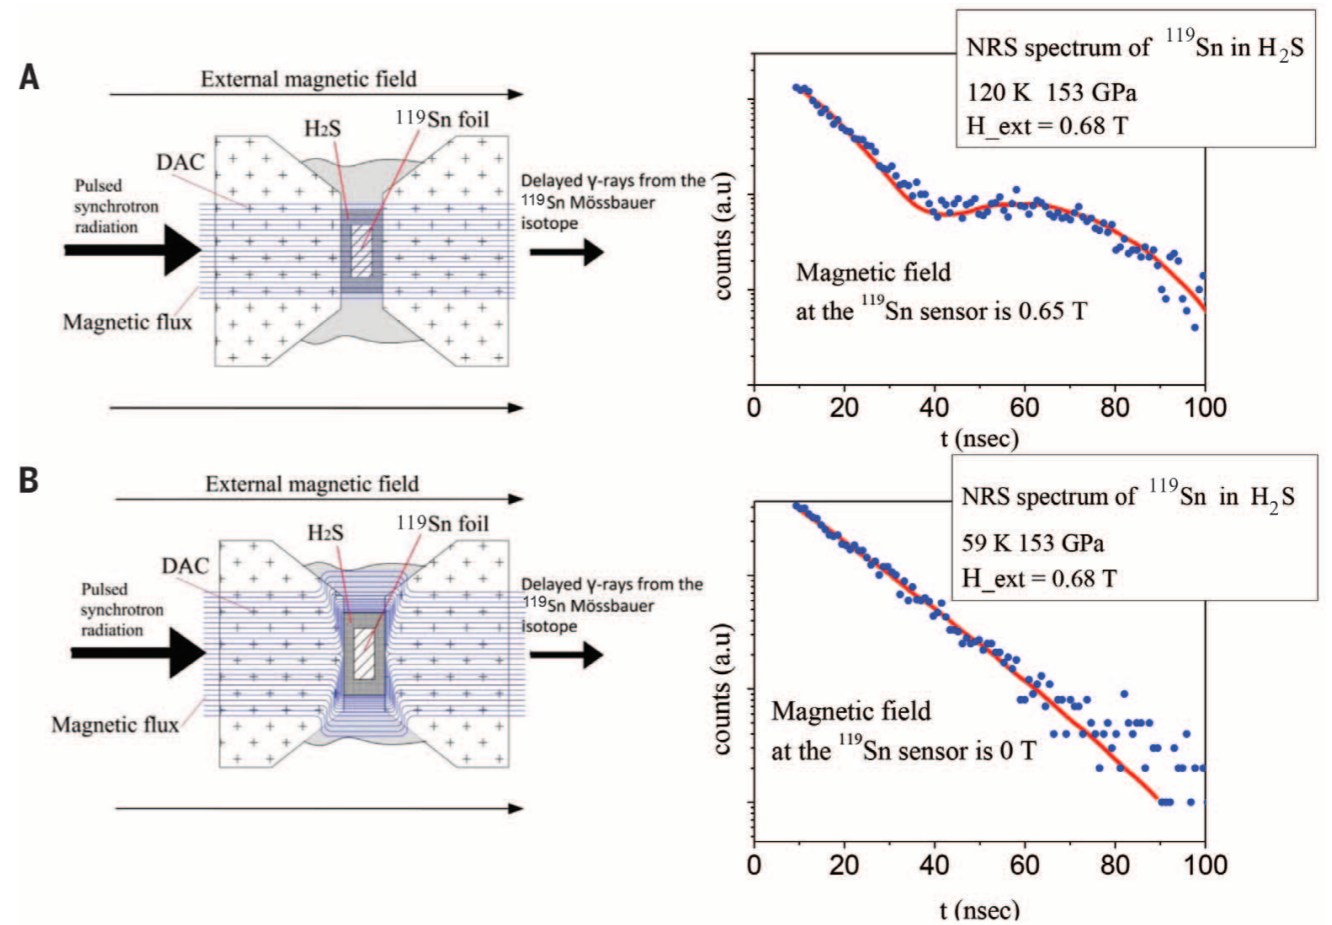 A
External magnetic field
H2S
119Sn foil
DAC
Pulsed
synchrotron
radiation
Delayed γ-rays from the
119Sn Mössbauer
isotope
Magnetic flux
NRS spectrum of 119Sn in H2S
120 K 153 GPa
H_ext = 0.68 T
counts (a.u)
Magnetic field
at the 119Sn sensor is 0.65 T
0 20 40 60 80 100
t (nsec)
B
External magnetic field
H2S
119Sn foil
DAC
Pulsed
synchrotron
radiation
Delayed γ-rays from the
119Sn Mössbauer
isotope
Magnetic flux
NRS spectrum of 119Sn in H2S
59 K 153 GPa
H_ext = 0.68 T
counts (a.u)
Magnetic field
at the 119Sn sensor is 0 T
0 20 40 60 80 100
t (nsec)